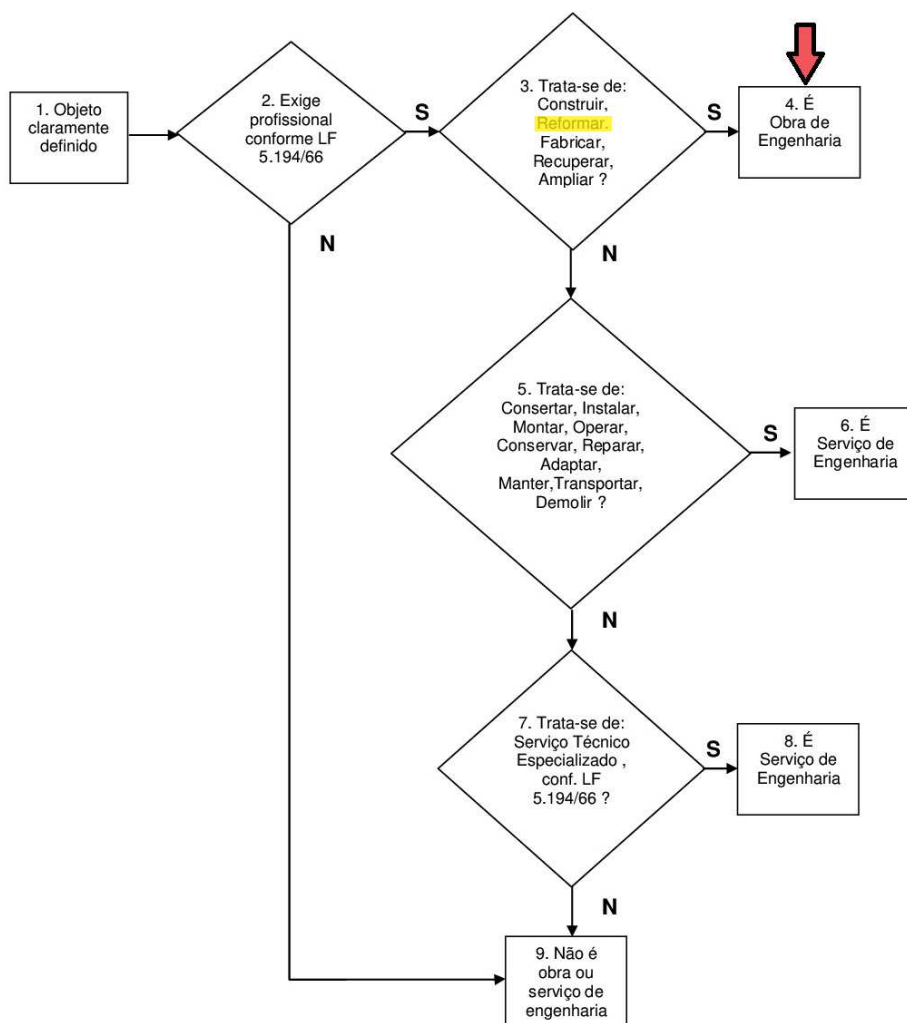 1. Objeto
claramente
definido
2. Exige
profissional
conforme LF
5.194/66
S
N
3. Trata-se de:
Construir,
Reformar.
Fabricar,
Recuperar,
Ampliar ?
S
N
4. É
Obra de
Engenharia
5. Trata-se de:
Consertar, Instalar,
Montar, Operar,
Conservar, Reparar,
Adaptar,
Manter,Transportar,
Demolir ?
S
N
6. É
Serviço de
Engenharia
7. Trata-se de:
Serviço Técnico
Especializado ,
conf. LF
5.194/66 ?
S
N
8. É
Serviço de
Engenharia
9. Não é
obra ou
serviço de
engenharia